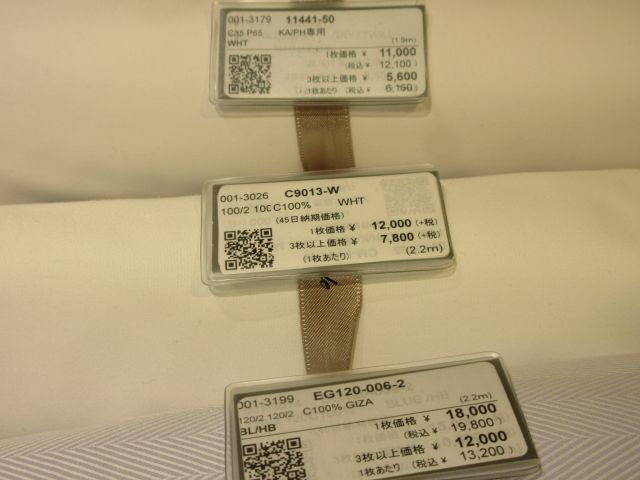 001-3179 11441-50
C35 P65 KA/PH専用
WHT (1.9m)
1枚価格 ¥ 11,000
(税込 ¥ 12,100)
3枚以上価格 ¥ 5,600
(1枚あたり) (税込 ¥ 6,160)
001-3026 C9013-W
100/2 100 C100% WHT
(45日納期価格)
1枚価格 ¥ 12,000 (+税)
3枚以上価格 ¥ 7,800 (+税)
(1枚あたり) (2.2m)
001-3199 EG120-006-2
120/2 120/2 C100% GIZA (2.2m)
BL/HB
1枚価格 ¥ 18,000
(税込 ¥ 19,800)
3枚以上価格 ¥ 12,000
1枚あたり (税込 ¥ 13,200)